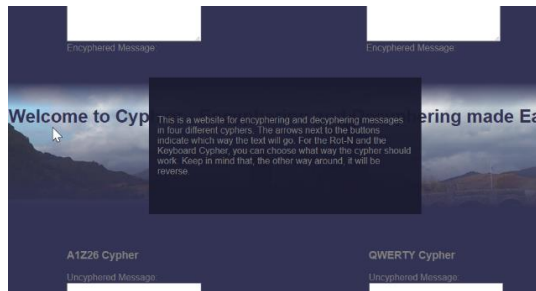 Encyphered Message
Encyphered Message
Welcome to Cyp ering made Ea
This is a website for encyphering and decyphering messages
in four different cyphers. The arrows next to the buttons
indicate which way the text will go. For the Rot-N and the
Keyboard Cypher, you can choose what way the cypher should
work. Keep in mind that, the other way around, it will be
reverse.
A1Z26 Cypher
QWERTY Cypher
Uncyphered Message
Uncyphered Message